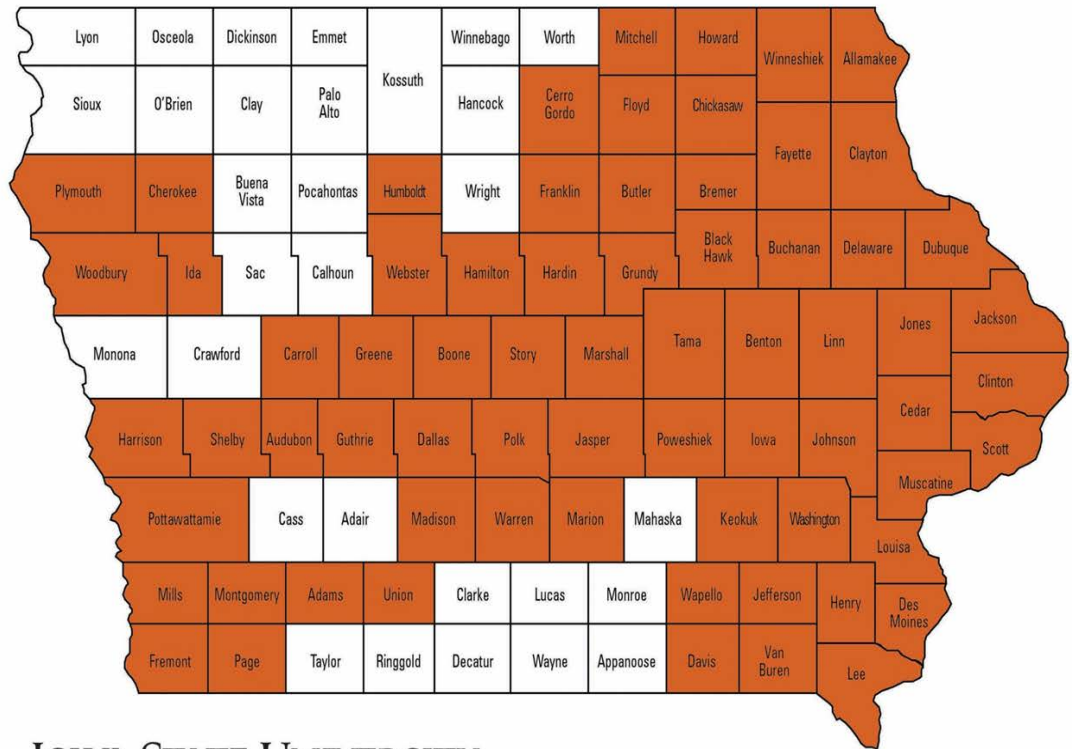 Lyon
Osceola
Dickinson
Emmet
Winnebago
Worth
Mitchell
Howard
Winneshiek
Allamakee
Kossuth
Sioux
O'Brien
Clay
Palo
Alto
Hancock
Cerro
Gordo
Floyd
Chickasaw
Fayette
Clayton
Plymouth
Cherokee
Buena
Vista
Pocahontas
Humboldt
Wright
Franklin
Butler
Bremer
Woodbury
Ida
Sac
Calhoun
Webster
Hamilton
Hardin
Grundy
Black
Hawk
Buchanan
Delaware
Dubuque
Monona
Crawford
Carroll
Greene
Boone
Story
Marshall
Tama
Benton
Linn
Jones
Jackson
Clinton
Cedar
Scott
Harrison
Shelby
Audubon
Guthrie
Dallas
Polk
Jasper
Poweshiek
Iowa
Johnson
Muscatine
Pottawattamie
Cass
Adair
Madison
Warren
Marion
Mahaska
Keokuk
Washington
Louisa
Mills
Montgomery
Adams
Union
Clarke
Lucas
Monroe
Wapello
Jefferson
Henry
Des
Moines
Fremont
Page
Taylor
Ringgold
Decatur
Wayne
Appanoose
Davis
Van
Buren
Lee
IOWA STATE UNIVERSITY